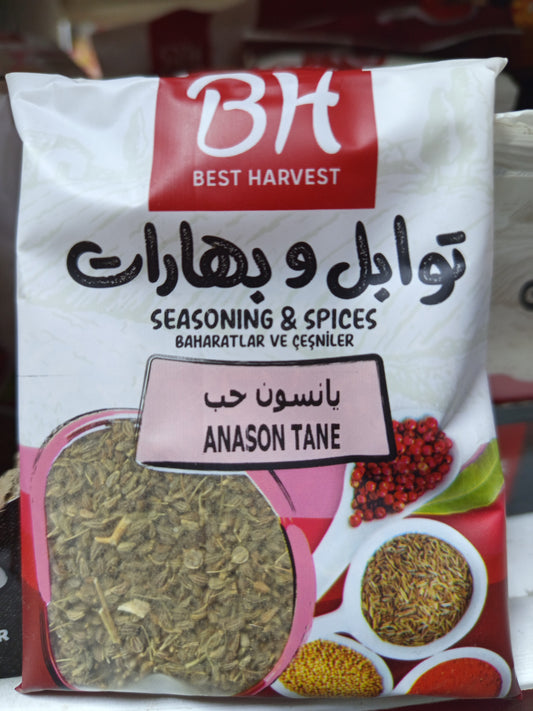 BH
BEST HARVEST
توابل و بهارات
SEASONING & SPICES
BAHARATLAR VE ÇEŞNİLER
يانسون حب
ANASON TANE